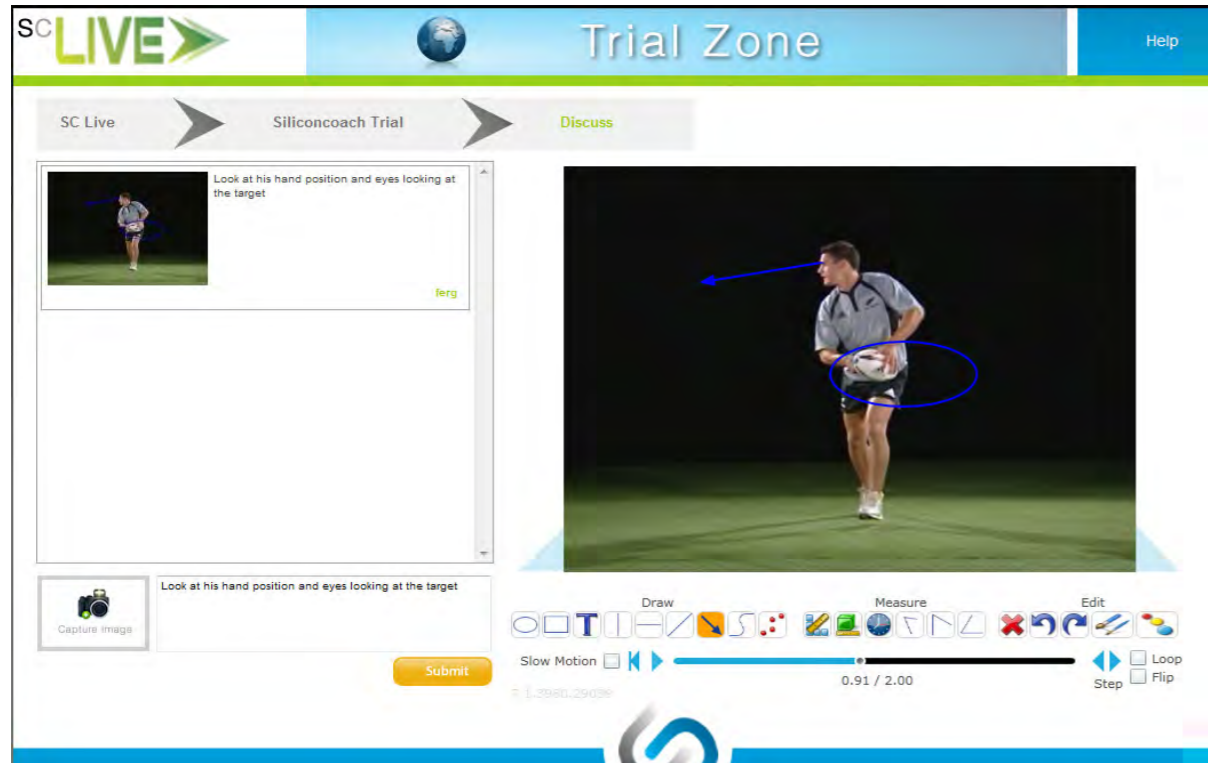 SC LIVE
Trial Zone
Help
SC Live
Siliconcoach Trial
Discuss
Look at his hand position and eyes looking at
the target
ferg
Capture Image
Look at his hand position and eyes looking at the target
Submit
Draw
Measure
Edit
T
Slow Motion
0.91 / 2.00
Step
Loop
Flip